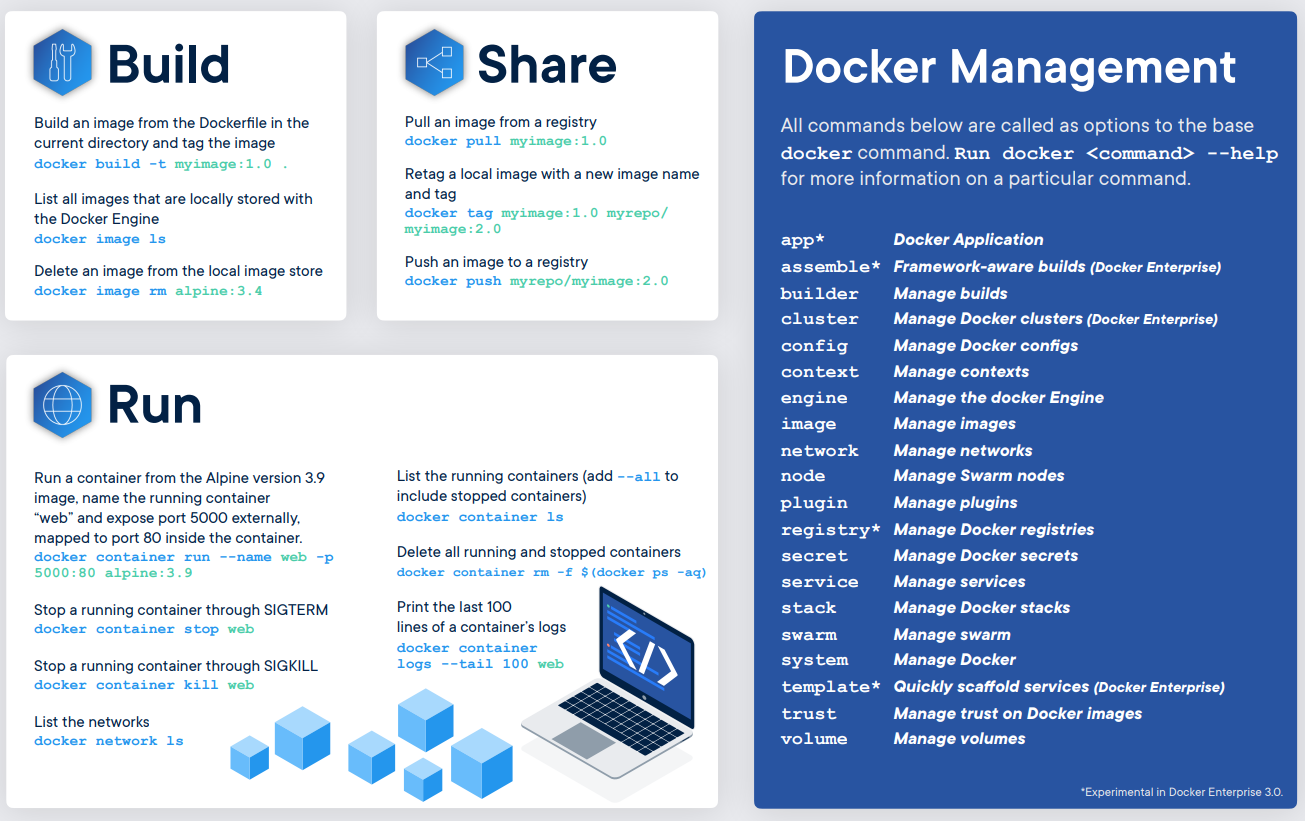 Build
Build an image from the Dockerfile in the
current directory and tag the image
docker build -t myimage:1.0 .
List all images that are locally stored with
the Docker Engine
docker image ls
Delete an image from the local image store
docker image rm alpine:3.4
Share
Pull an image from a registry
docker pull myimage:1.0
Retag a local image with a new image name
and tag
docker tag myimage:1.0 myrepo/
myimage:2.0
Push an image to a registry
docker push myrepo/myimage:2.0
Run
Run a container from the Alpine version 3.9
image, name the running container
“web” and expose port 5000 externally,
mapped to port 80 inside the container.
docker container run --name web -p
5000:80 alpine:3.9
Stop a running container through SIGTERM
docker container stop web
Stop a running container through SIGKILL
docker container kill web
List the networks
docker network ls
List the running containers (add --all to
include stopped containers)
docker container ls
Delete all running and stopped containers
docker container rm -f $(docker ps -aq)
Print the last 100
lines of a container’s logs
docker container
logs --tail 100 web
</>
Docker Management
All commands below are called as options to the base
docker command. Run docker <command> --help
for more information on a particular command.
app* Docker Application
assemble* Framework-aware builds (Docker Enterprise)
builder Manage builds
cluster Manage Docker clusters (Docker Enterprise)
config Manage Docker configs
context Manage contexts
engine Manage the docker Engine
image Manage images
network Manage networks
node Manage Swarm nodes
plugin Manage plugins
registry* Manage Docker registries
secret Manage Docker secrets
service Manage services
stack Manage Docker stacks
swarm Manage swarm
system Manage Docker
template* Quickly scaffold services (Docker Enterprise)
trust Manage trust on Docker images
volume Manage volumes
*Experimental in Docker Enterprise 3.0.